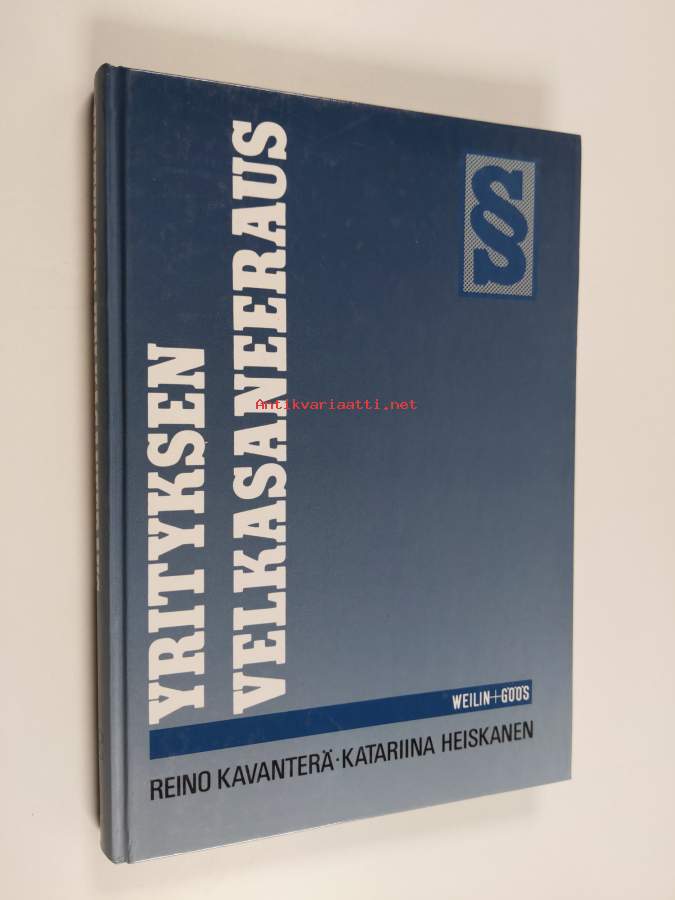 YRITYKSEN
VELKASANEERAUS
§
Antikvariaatti.net
WEILIN+GÖÖS
REINO KAVANTERÄ·KATARIINA HEISKANEN